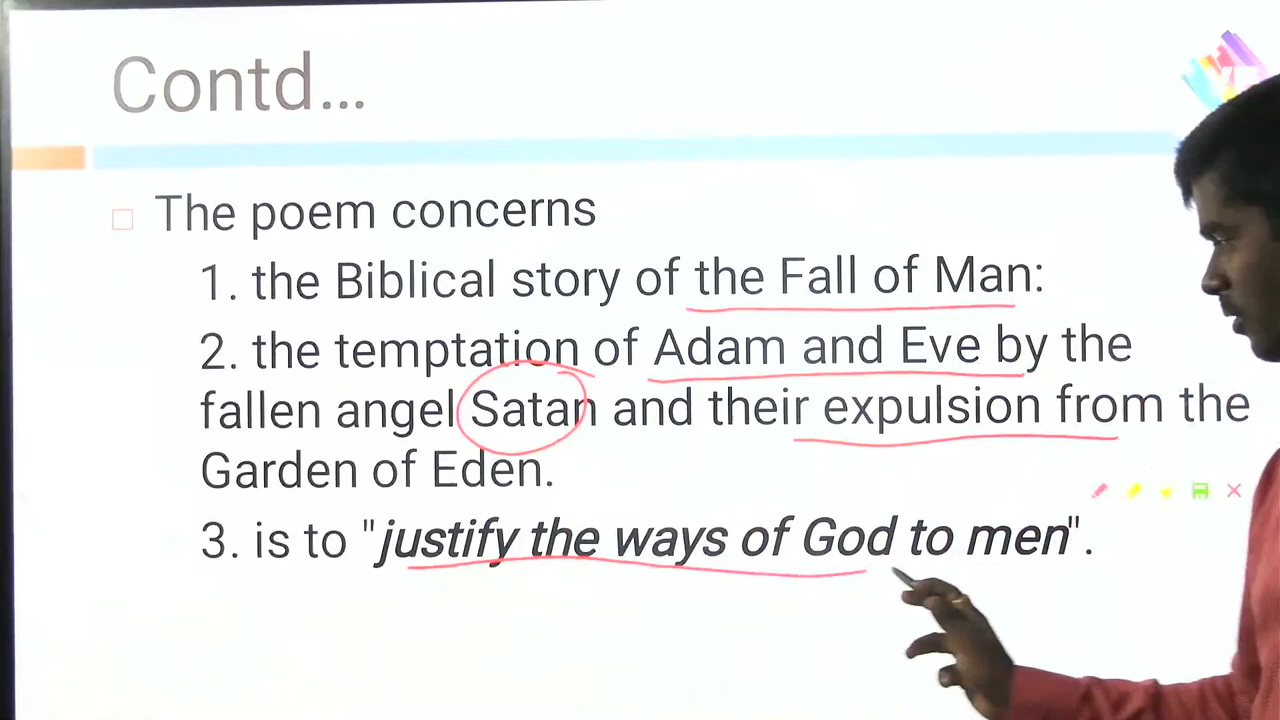 Contd...
The poem concerns
1. the Biblical story of the Fall of Man:
2. the temptation of Adam and Eve by the
fallen angel Satan and their expulsion from the
Garden of Eden.
3. is to "justify the ways of God to men".